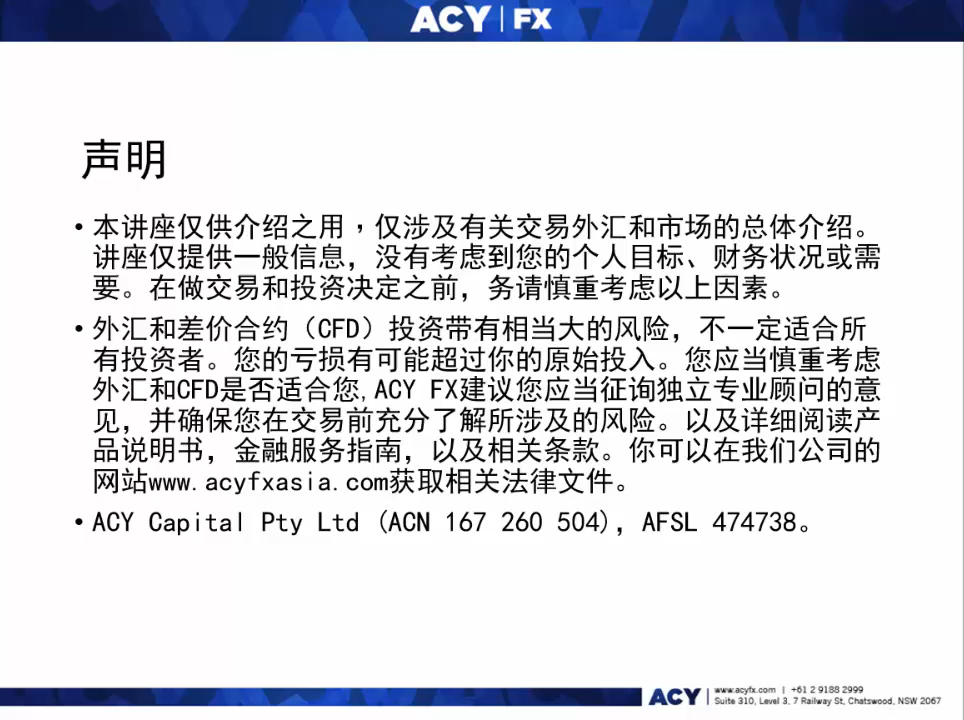 ACY | FX
声明
• 本讲座仅供介绍之用，仅涉及有关交易外汇和市场的总体介绍。
讲座仅提供一般信息，没有考虑到您的个人目标、财务状况或需
要。在做交易和投资决定之前，务请慎重考虑以上因素。
• 外汇和差价合约（CFD）投资带有相当大的风险，不一定适合所
有投资者。您的亏损有可能超过你的原始投入。您应当慎重考虑
外汇和CFD是否适合您,ACY FX建议您应当征询独立专业顾问的意
见，并确保您在交易前充分了解所涉及的风险。以及详细阅读产
品说明书，金融服务指南，以及相关条款。你可以在我们公司的
网站www.acyfxasia.com获取相关法律文件。
• ACY Capital Pty Ltd (ACN 167 260 504)，AFSL 474738。
ACY
www.acyfx.com | +61 2 9188 2999
Suite 310, Level 3, 7 Railway St, Chatswood, NSW 2067